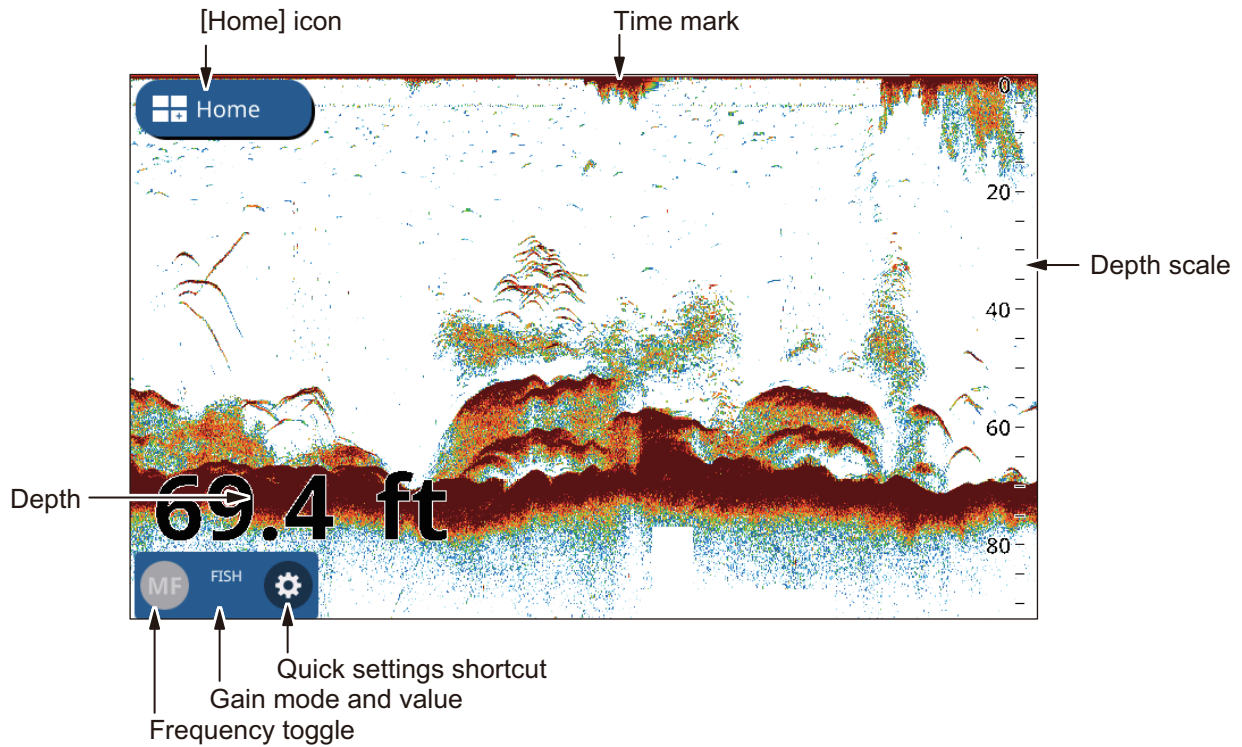 [Home] icon
Time mark
Home
0
20
Depth scale
40
60
Depth
69.4 ft
80
MF
FISH
Quick settings shortcut
Gain mode and value
Frequency toggle